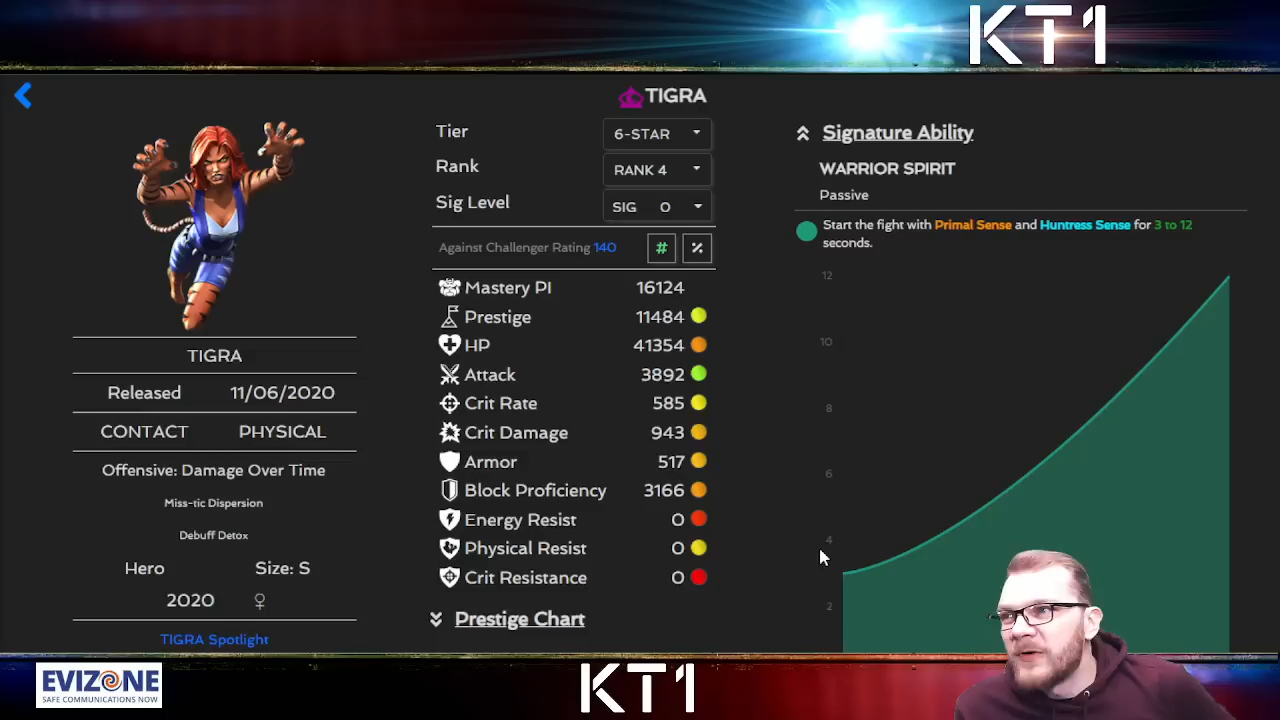 KT1
TIGRA
Tier 6-STAR
Rank RANK 4
Sig Level SIG 0
Against Challenger Rating 140 # %
Mastery PI 16124
Prestige 11484
HP 41354
Attack 3892
Crit Rate 585
Crit Damage 943
Armor 517
Block Proficiency 3166
Energy Resist 0
Physical Resist 0
Crit Resistance 0
Prestige Chart
TIGRA
Released 11/06/2020
CONTACT PHYSICAL
Offensive: Damage Over Time
Miss-tic Dispersion
Debuff Detox
Hero Size: S
2020 ♀
TIGRA Spotlight
Signature Ability
WARRIOR SPIRIT
Passive
Start the fight with Primal Sense and Huntress Sense for 3 to 12
seconds.
12
10
8
6
4
2
EVIZONE
SAFE COMMUNICATIONS NOW
KT1